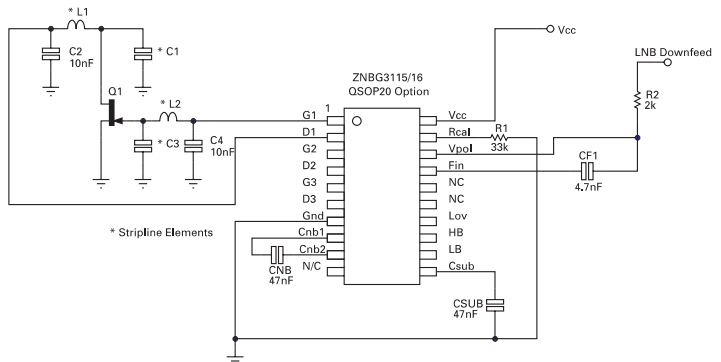 * L1
C2
10nF
* C1
Q1
* L2
* C3
C4
10nF
ZNBG3115/16
QSOP20 Option
1
G1
D1
G2
D2
G3
D3
Gnd
Cnb1
Cnb2
N/C
Vcc
Rcal
Vpol
Fin
NC
NC
Lov
HB
LB
Csub
Vcc
LNB Downfeed
R2
2k
R1
33k
CF1
4.7nF
* Stripline Elements
CNB
47nF
CSUB
47nF